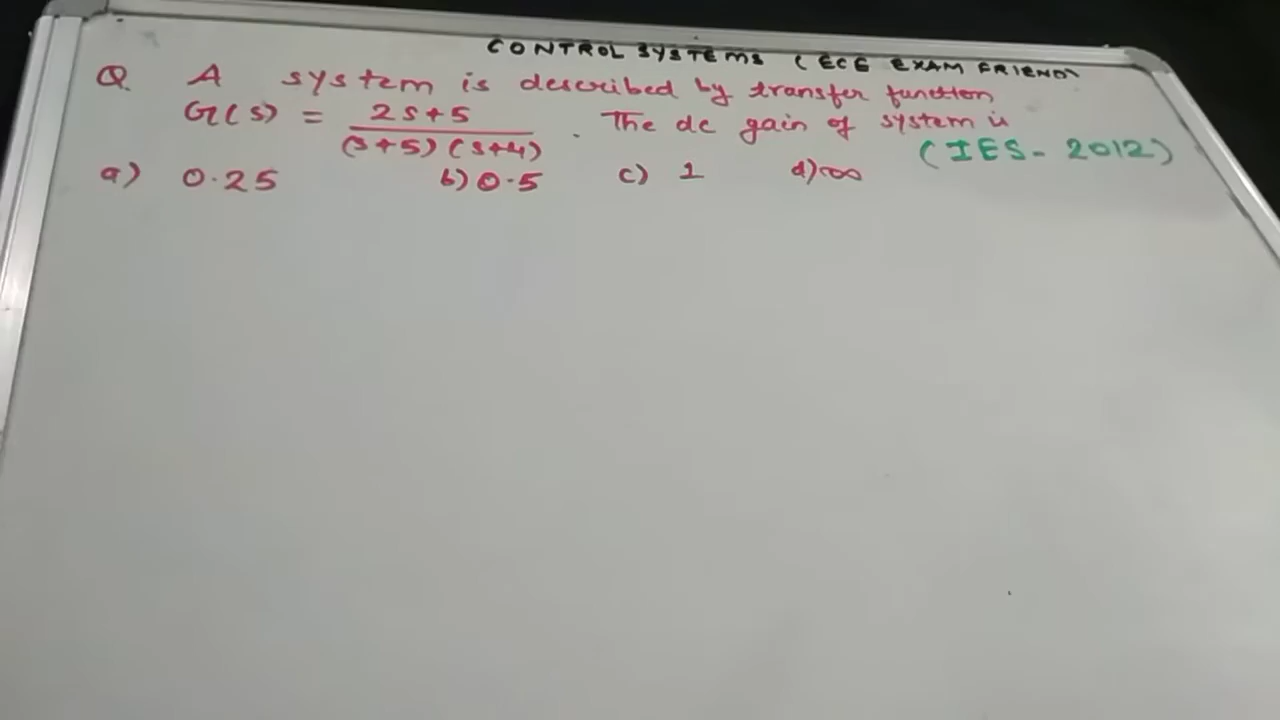 CONTROL SYSTEMS (ECE EXAM FRIEND)
Q. A system is described by transfer function
G(s) = 2s+5 / (s+5)(s+4) . The dc gain of system is
(IES - 2012)
a) 0.25 b) 0.5 c) 1 d) ∞